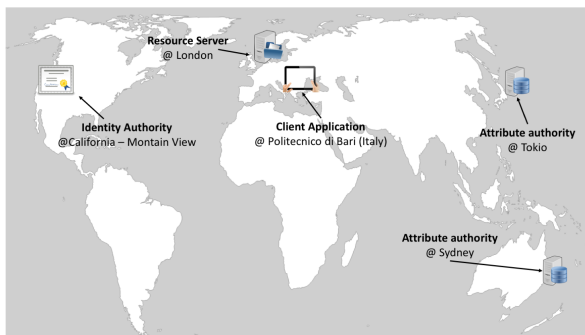 Resource Server
@ London
Identity Authority
@California – Montain View
Client Application
@ Politecnico di Bari (Italy)
Attribute authority
@ Tokio
Attribute authority
@ Sydney